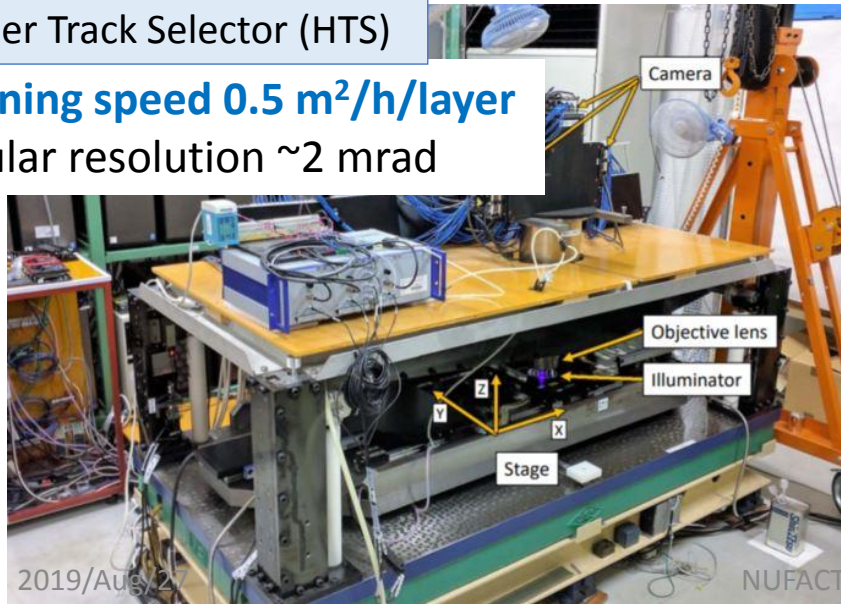 er Track Selector (HTS)
ning speed 0.5 m²/h/layer
ular resolution ~2 mrad
Camera
Objective lens
Illuminator
Z
Y
X
Stage
2019/Aug/27
NUFACT